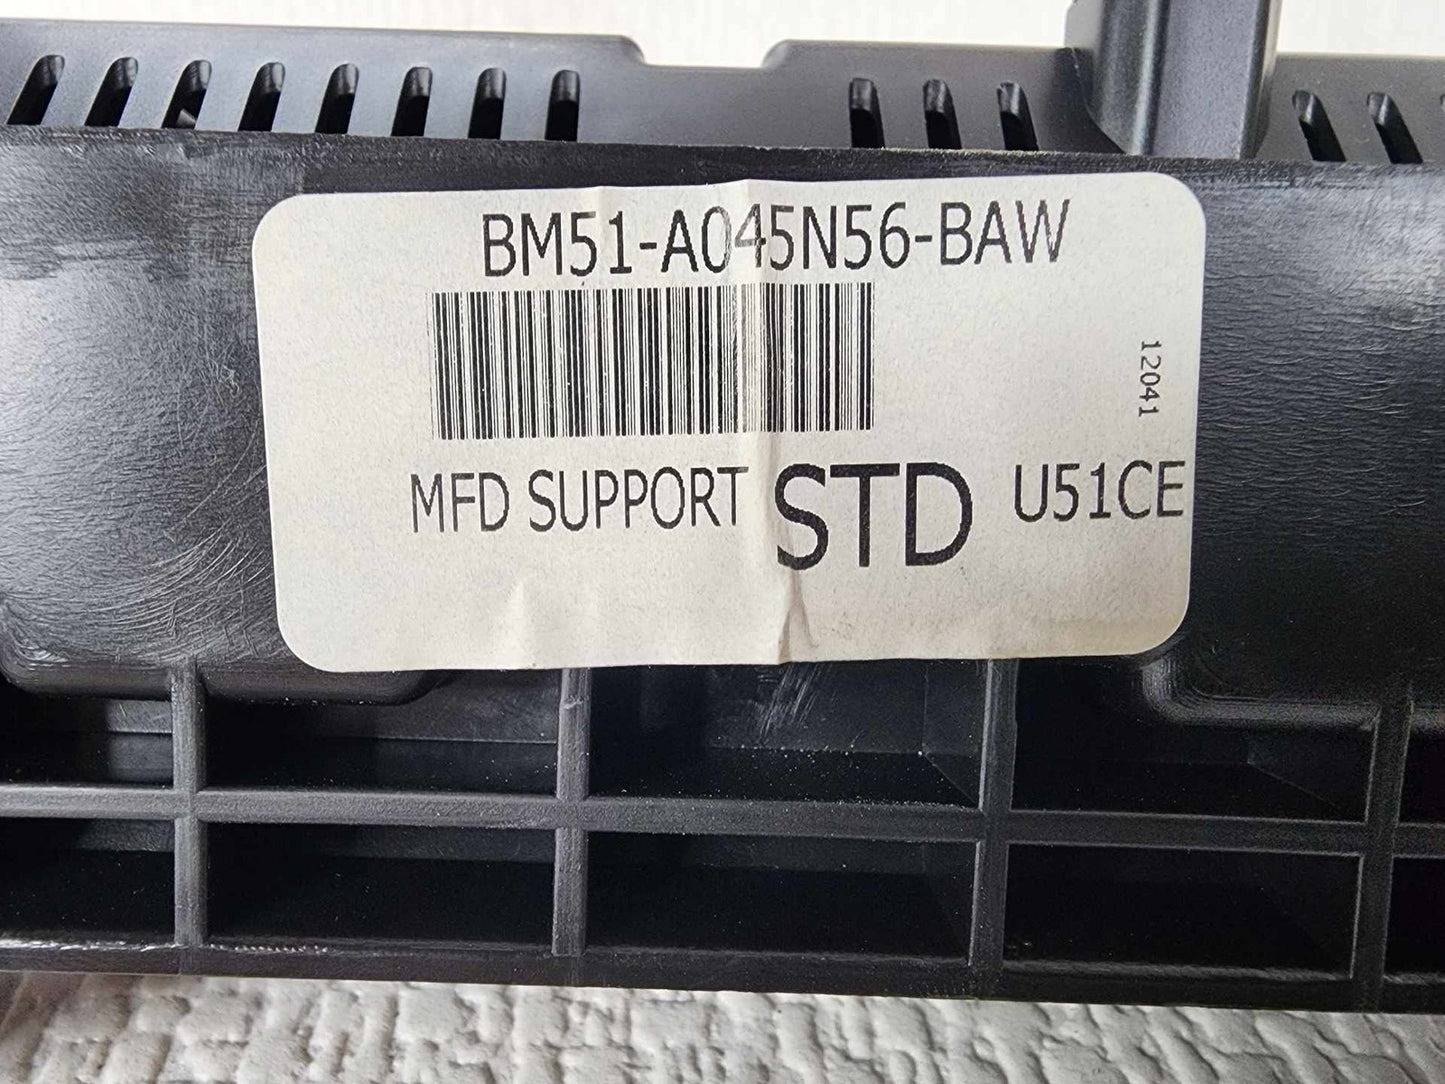 BM51-A045N56-BAW
12041
MFD SUPPORT STD U51CE